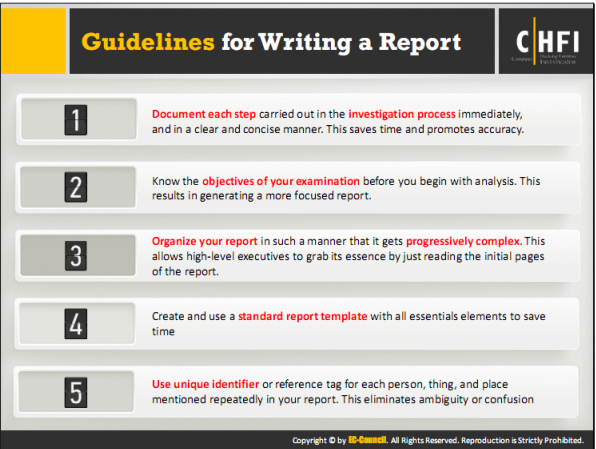 Guidelines for Writing a Report
CHFI
Computer
Hacking Forensic
INVESTIGATOR
1
Document each step carried out in the investigation process immediately,
and in a clear and concise manner. This saves time and promotes accuracy.
2
Know the objectives of your examination before you begin with analysis. This
results in generating a more focused report.
3
Organize your report in such a manner that it gets progressively complex. This
allows high-level executives to grab its essence by just reading the initial pages
of the report.
4
Create and use a standard report template with all essentials elements to save
time
5
Use unique identifier or reference tag for each person, thing, and place
mentioned repeatedly in your report. This eliminates ambiguity or confusion
Copyright © by EC-Council. All Rights Reserved. Reproduction is Strictly Prohibited.